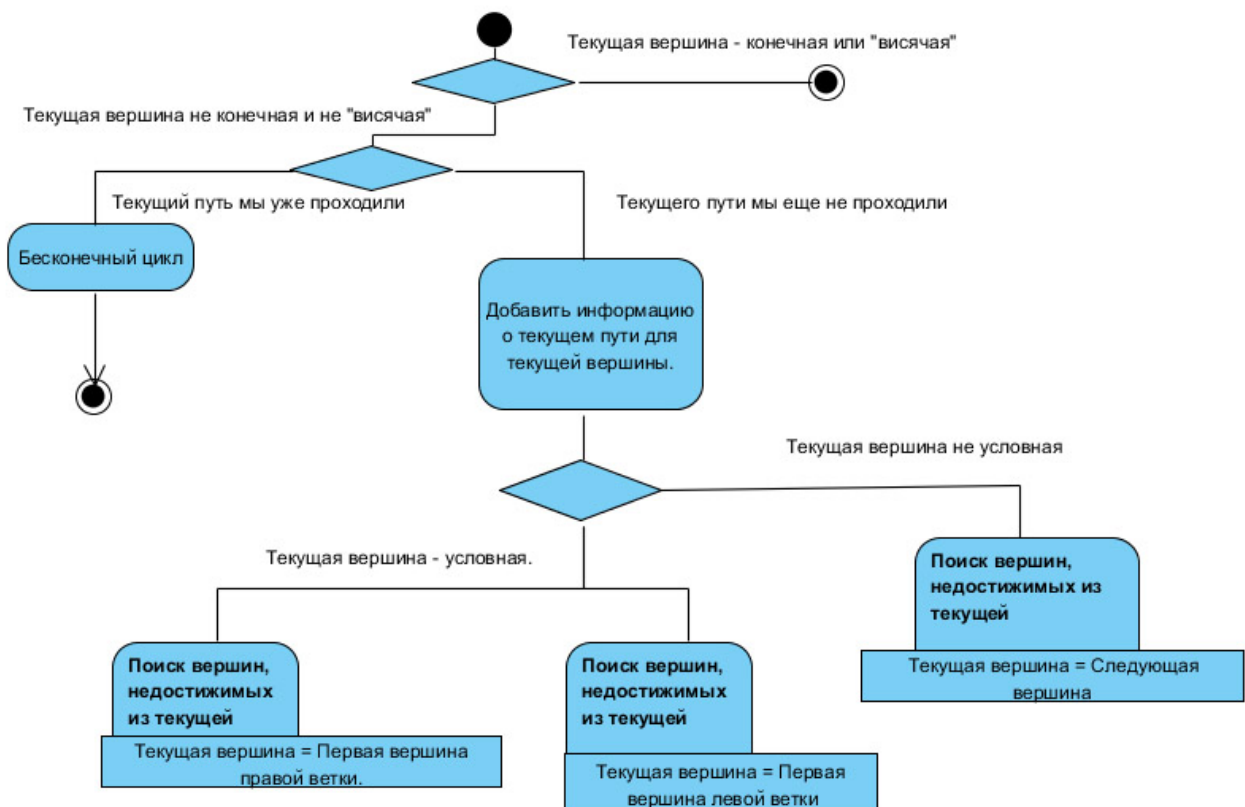 Текущая вершина - конечная или "висячая"
Текущая вершина не конечная и не "висячая"
Текущий путь мы уже проходили
Текущего пути мы еще не проходили
Бесконечный цикл
Добавить информацию
о текущем пути для
текущей вершины.
Текущая вершина не условная
Текущая вершина - условная.
Поиск вершин,
недостижимых из
текущей
Текущая вершина = Следующая
вершина
Поиск вершин,
недостижимых
из текущей
Текущая вершина = Первая вершина
правой ветки.
Поиск вершин,
недостижимых
из текущей
Текущая вершина = Первая
вершина левой ветки